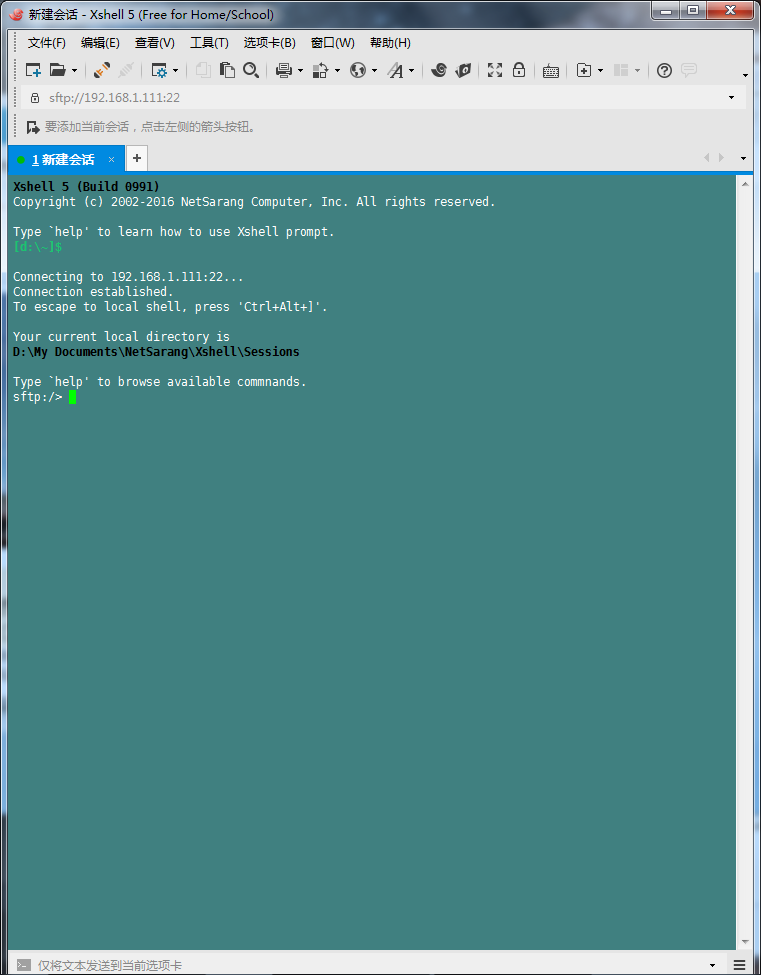 新建会话 - Xshell 5 (Free for Home/School)
文件(F) 编辑(E) 查看(V) 工具(T) 选项卡(B) 窗口(W) 帮助(H)
sftp://192.168.1.111:22
要添加当前会话，点击左侧的箭头按钮。
1 新建会话
Xshell 5 (Build 0991)
Copyright (c) 2002-2016 NetSarang Computer, Inc. All rights reserved.
Type `help' to learn how to use Xshell prompt.
[d:\~]$
Connecting to 192.168.1.111:22...
Connection established.
To escape to local shell, press 'Ctrl+Alt+]'.
Your current local directory is
D:\My Documents\NetSarang\Xshell\Sessions
Type `help' to browse available commnands.
sftp:/>
仅将文本发送到当前选项卡